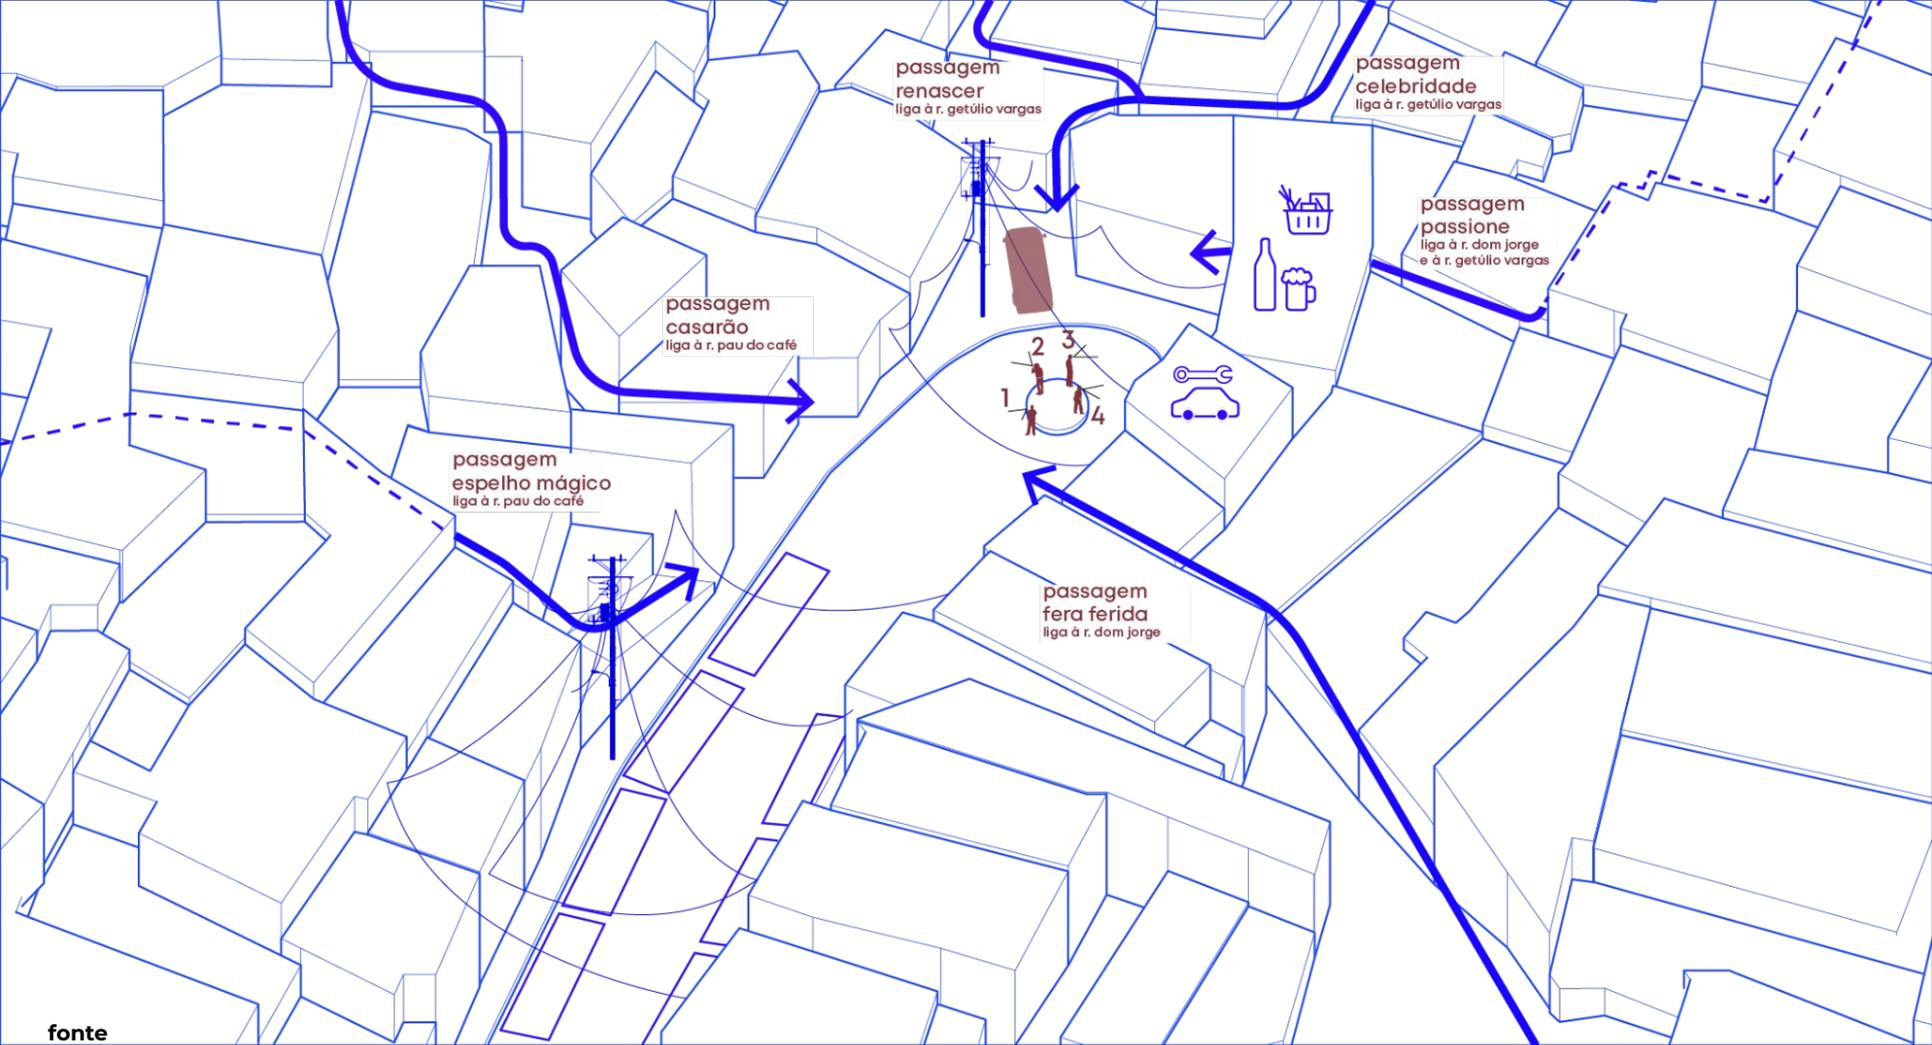 passagem
renascer
liga à r. getúlio vargas
passagem
celebridade
liga à r. getúlio vargas
passagem
passione
liga à r. dom jorge
e à r. getúlio vargas
passagem
casarão
liga à r. pau do café
2
3
1
4
passagem
espelho mágico
liga à r. pau do café
passagem
fera ferida
liga à r. dom jorge
fonte